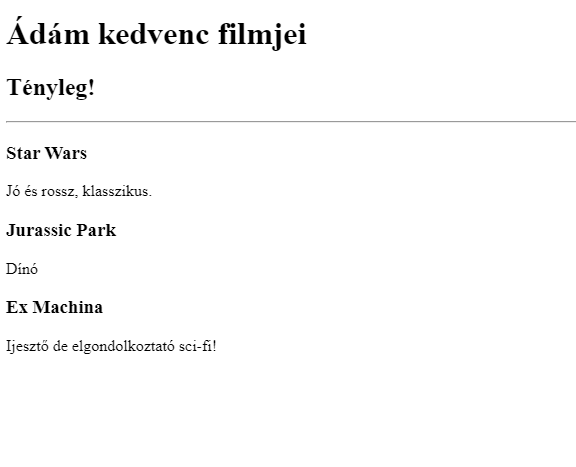 Ádám kedvenc filmjei
Tényleg!
Star Wars
Jó és rossz, klasszikus.
Jurassic Park
Dínó
Ex Machina
Ijesztő de elgondolkoztató sci-fi!